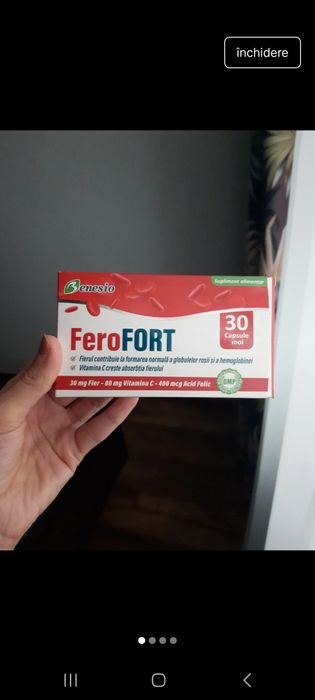 închidere
Benesio
Supliment alimentar
FeroFORT
30
Capsule
moi
Fierul contribuie la formarea normală a globulelor roșii și a hemoglobinei
Vitamina C crește absorbția fierului
30 mg Fier - 80 mg Vitamina C - 400 mcg Acid Folic
GMP